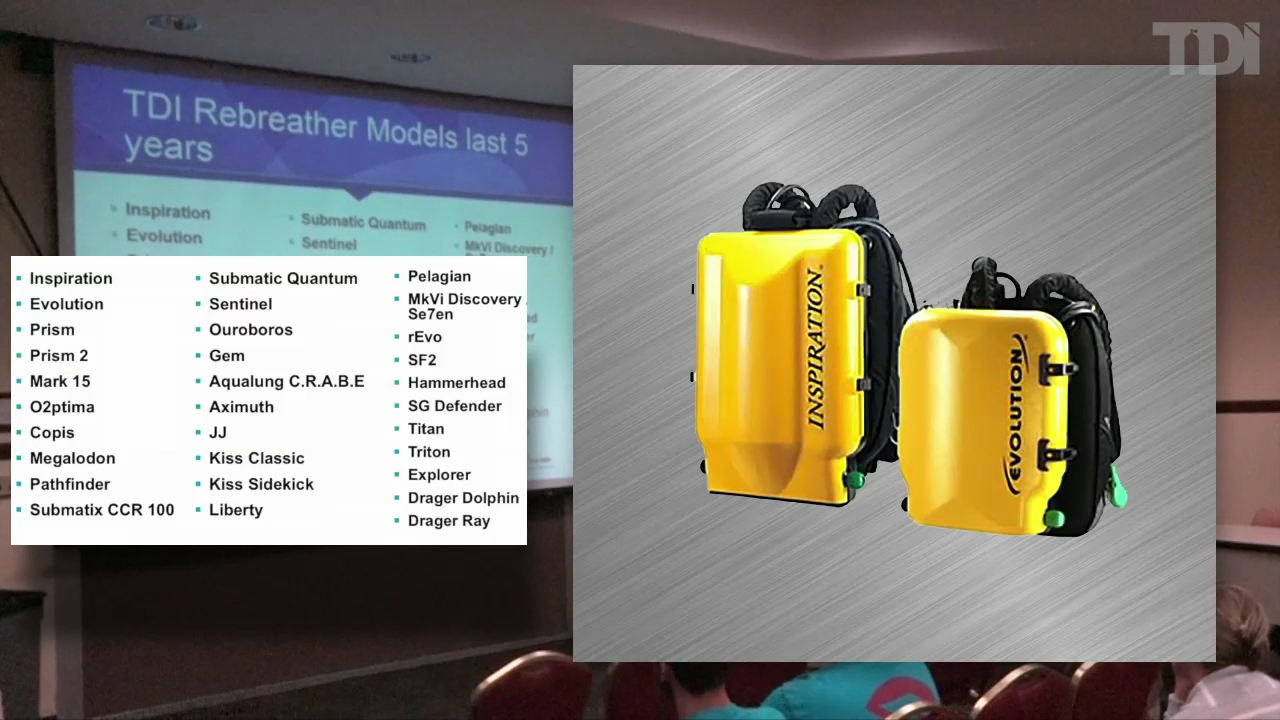 TDI
TDI Rebreather Models last 5
years
Inspiration
Evolution
Submatic Quantum
Sentinel
Pelagian
MkVi Discovery /
Inspiration
Evolution
Prism
Prism 2
Mark 15
O2ptima
Copis
Megalodon
Pathfinder
Submatix CCR 100
Submatic Quantum
Sentinel
Ouroboros
Gem
Aqualung C.R.A.B.E
Aximuth
JJ
Kiss Classic
Kiss Sidekick
Liberty
Pelagian
MkVi Discovery
Se7en
rEvo
SF2
Hammerhead
SG Defender
Titan
Triton
Explorer
Drager Dolphin
Drager Ray
INSPIRATION
EVOLUTION